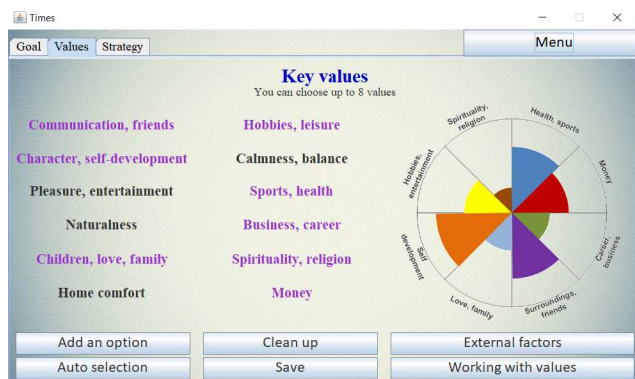 Times
Goal Values Strategy
Menu
Key values
You can choose up to 8 values
Communication, friends
Hobbies, leisure
Character, self-development
Calmness, balance
Pleasure, entertainment
Sports, health
Naturalness
Business, career
Children, love, family
Spirituality, religion
Home comfort
Money
Spirituality,
religion
Health, sports
Money
Career,
business
Surroundings,
friends
Love, family
Self
development
Hobbies,
entertainment
Add an option
Clean up
External factors
Auto selection
Save
Working with values